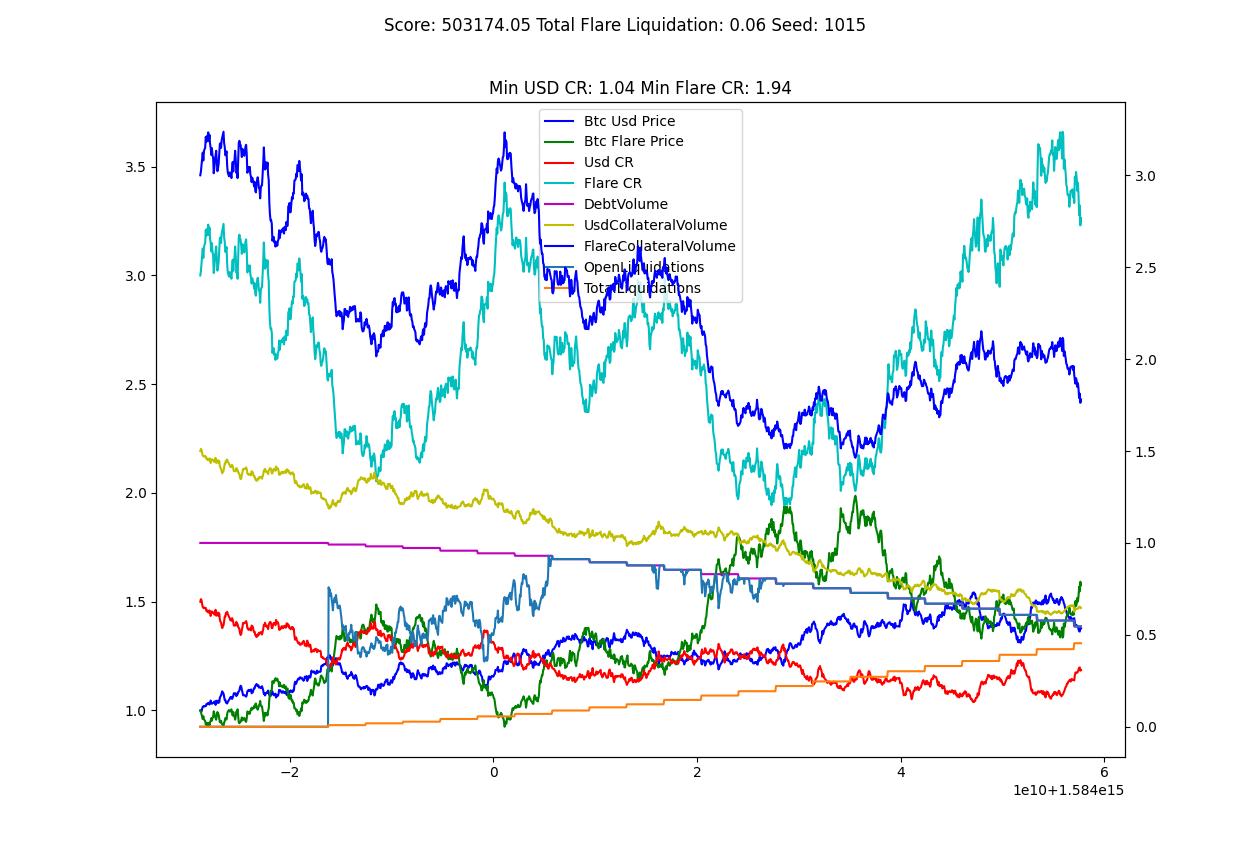 Score: 503174.05 Total Flare Liquidation: 0.06 Seed: 1015
Min USD CR: 1.04 Min Flare CR: 1.94
Btc Usd Price
Btc Flare Price
Usd CR
Flare CR
DebtVolume
UsdCollateralVolume
FlareCollateralVolume
OpenLiquidations
TotalLiquidations
3.5
3.0
2.5
2.0
1.5
1.0
3.0
2.5
2.0
1.5
1.0
0.5
0.0
−2
0
2
4
6
1e10+1.584e15